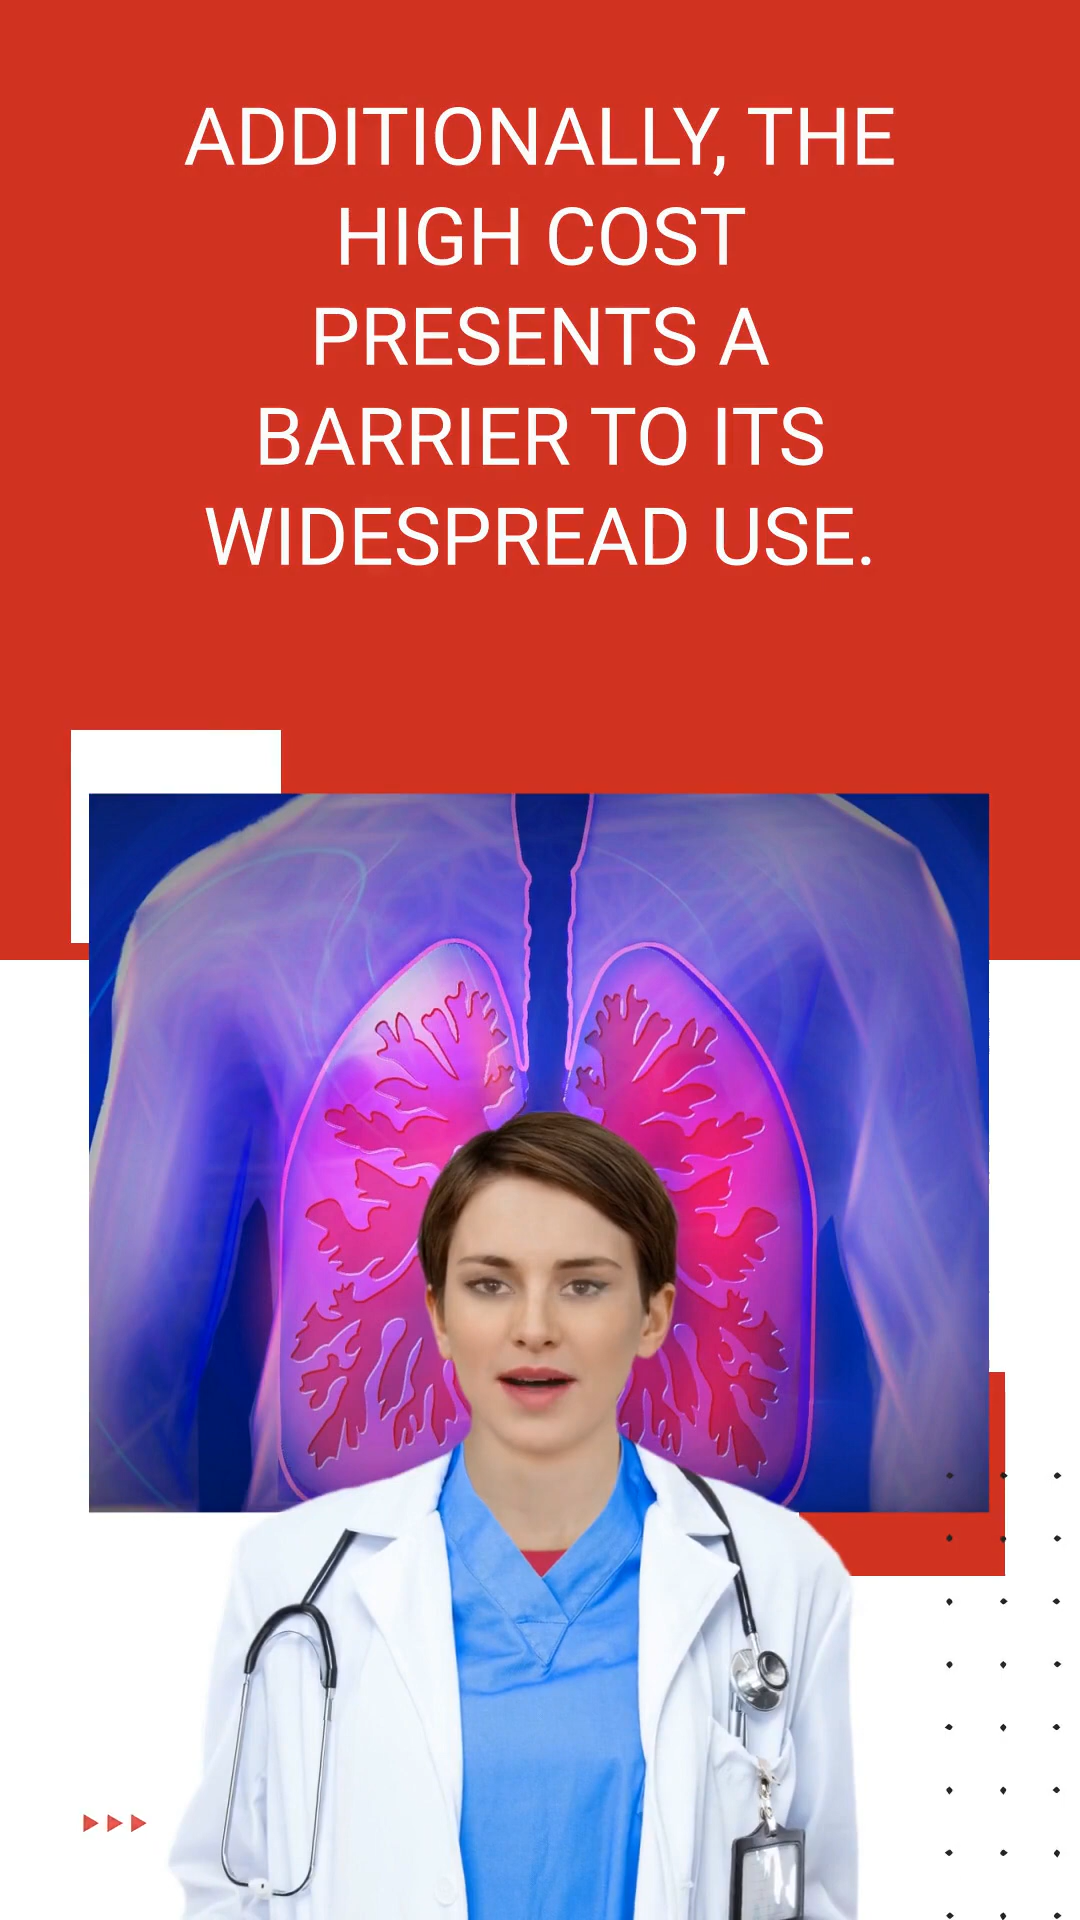 ADDITIONALLY, THE
HIGH COST
PRESENTS A
BARRIER TO ITS
WIDESPREAD USE.